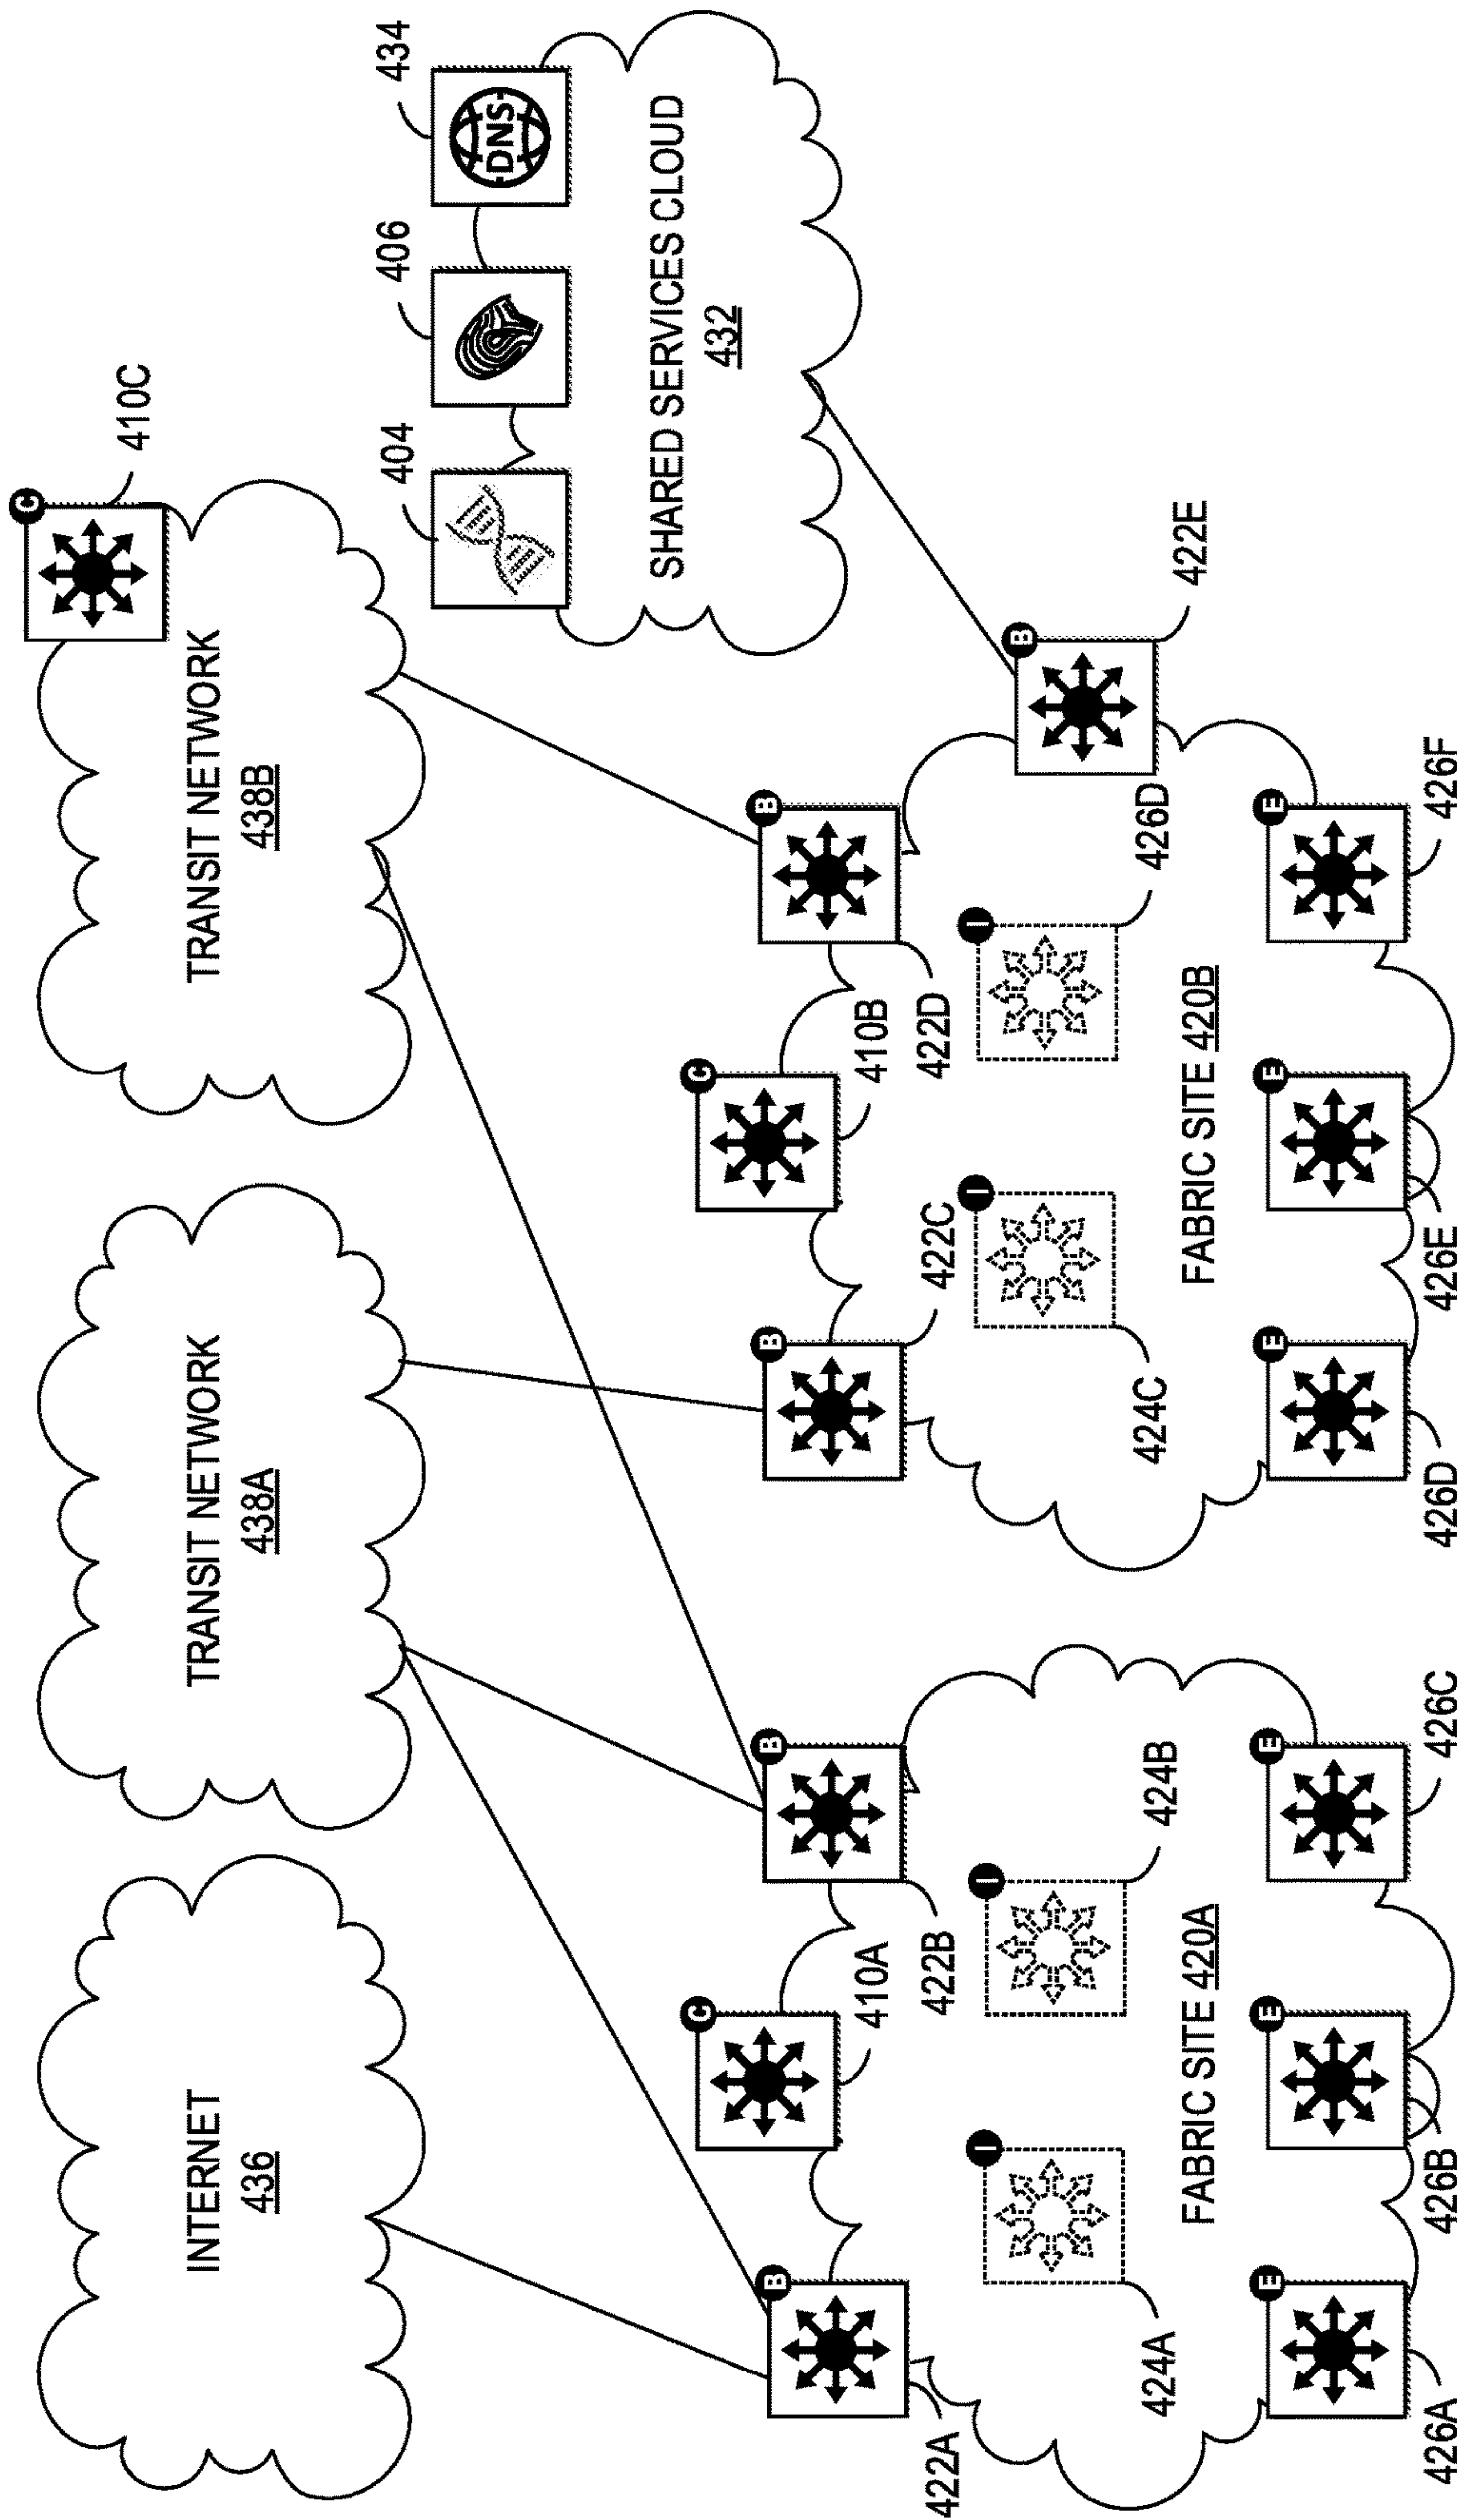 INTERNET
436
TRANSIT NETWORK
438A
TRANSIT NETWORK
438B
C
410C
404
406
434
DNS
SHARED SERVICES CLOUD
432
B
422A
C
410A
B
422B
I
424A
I
424B
FABRIC SITE 420A
E
426A
E
426B
E
426C
B
422C
C
410B
B
422D
B
422E
I
424C
I
426D
FABRIC SITE 420B
E
426D
E
426E
E
426F